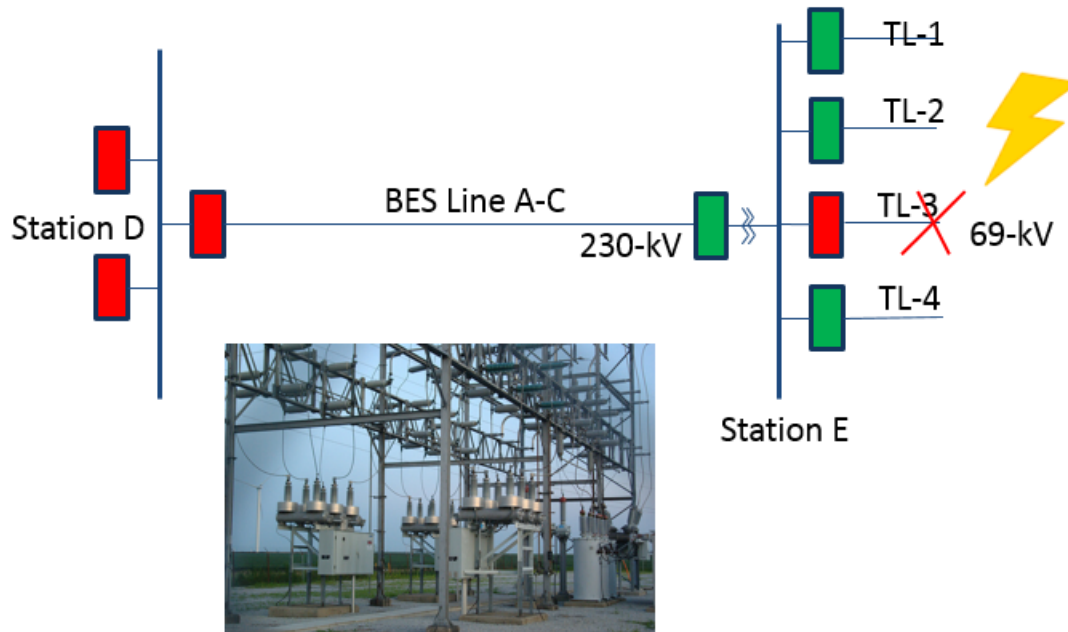 TL-1
TL-2
BES Line A-C
TL-3
Station D
230-kV
69-kV
TL-4
Station E